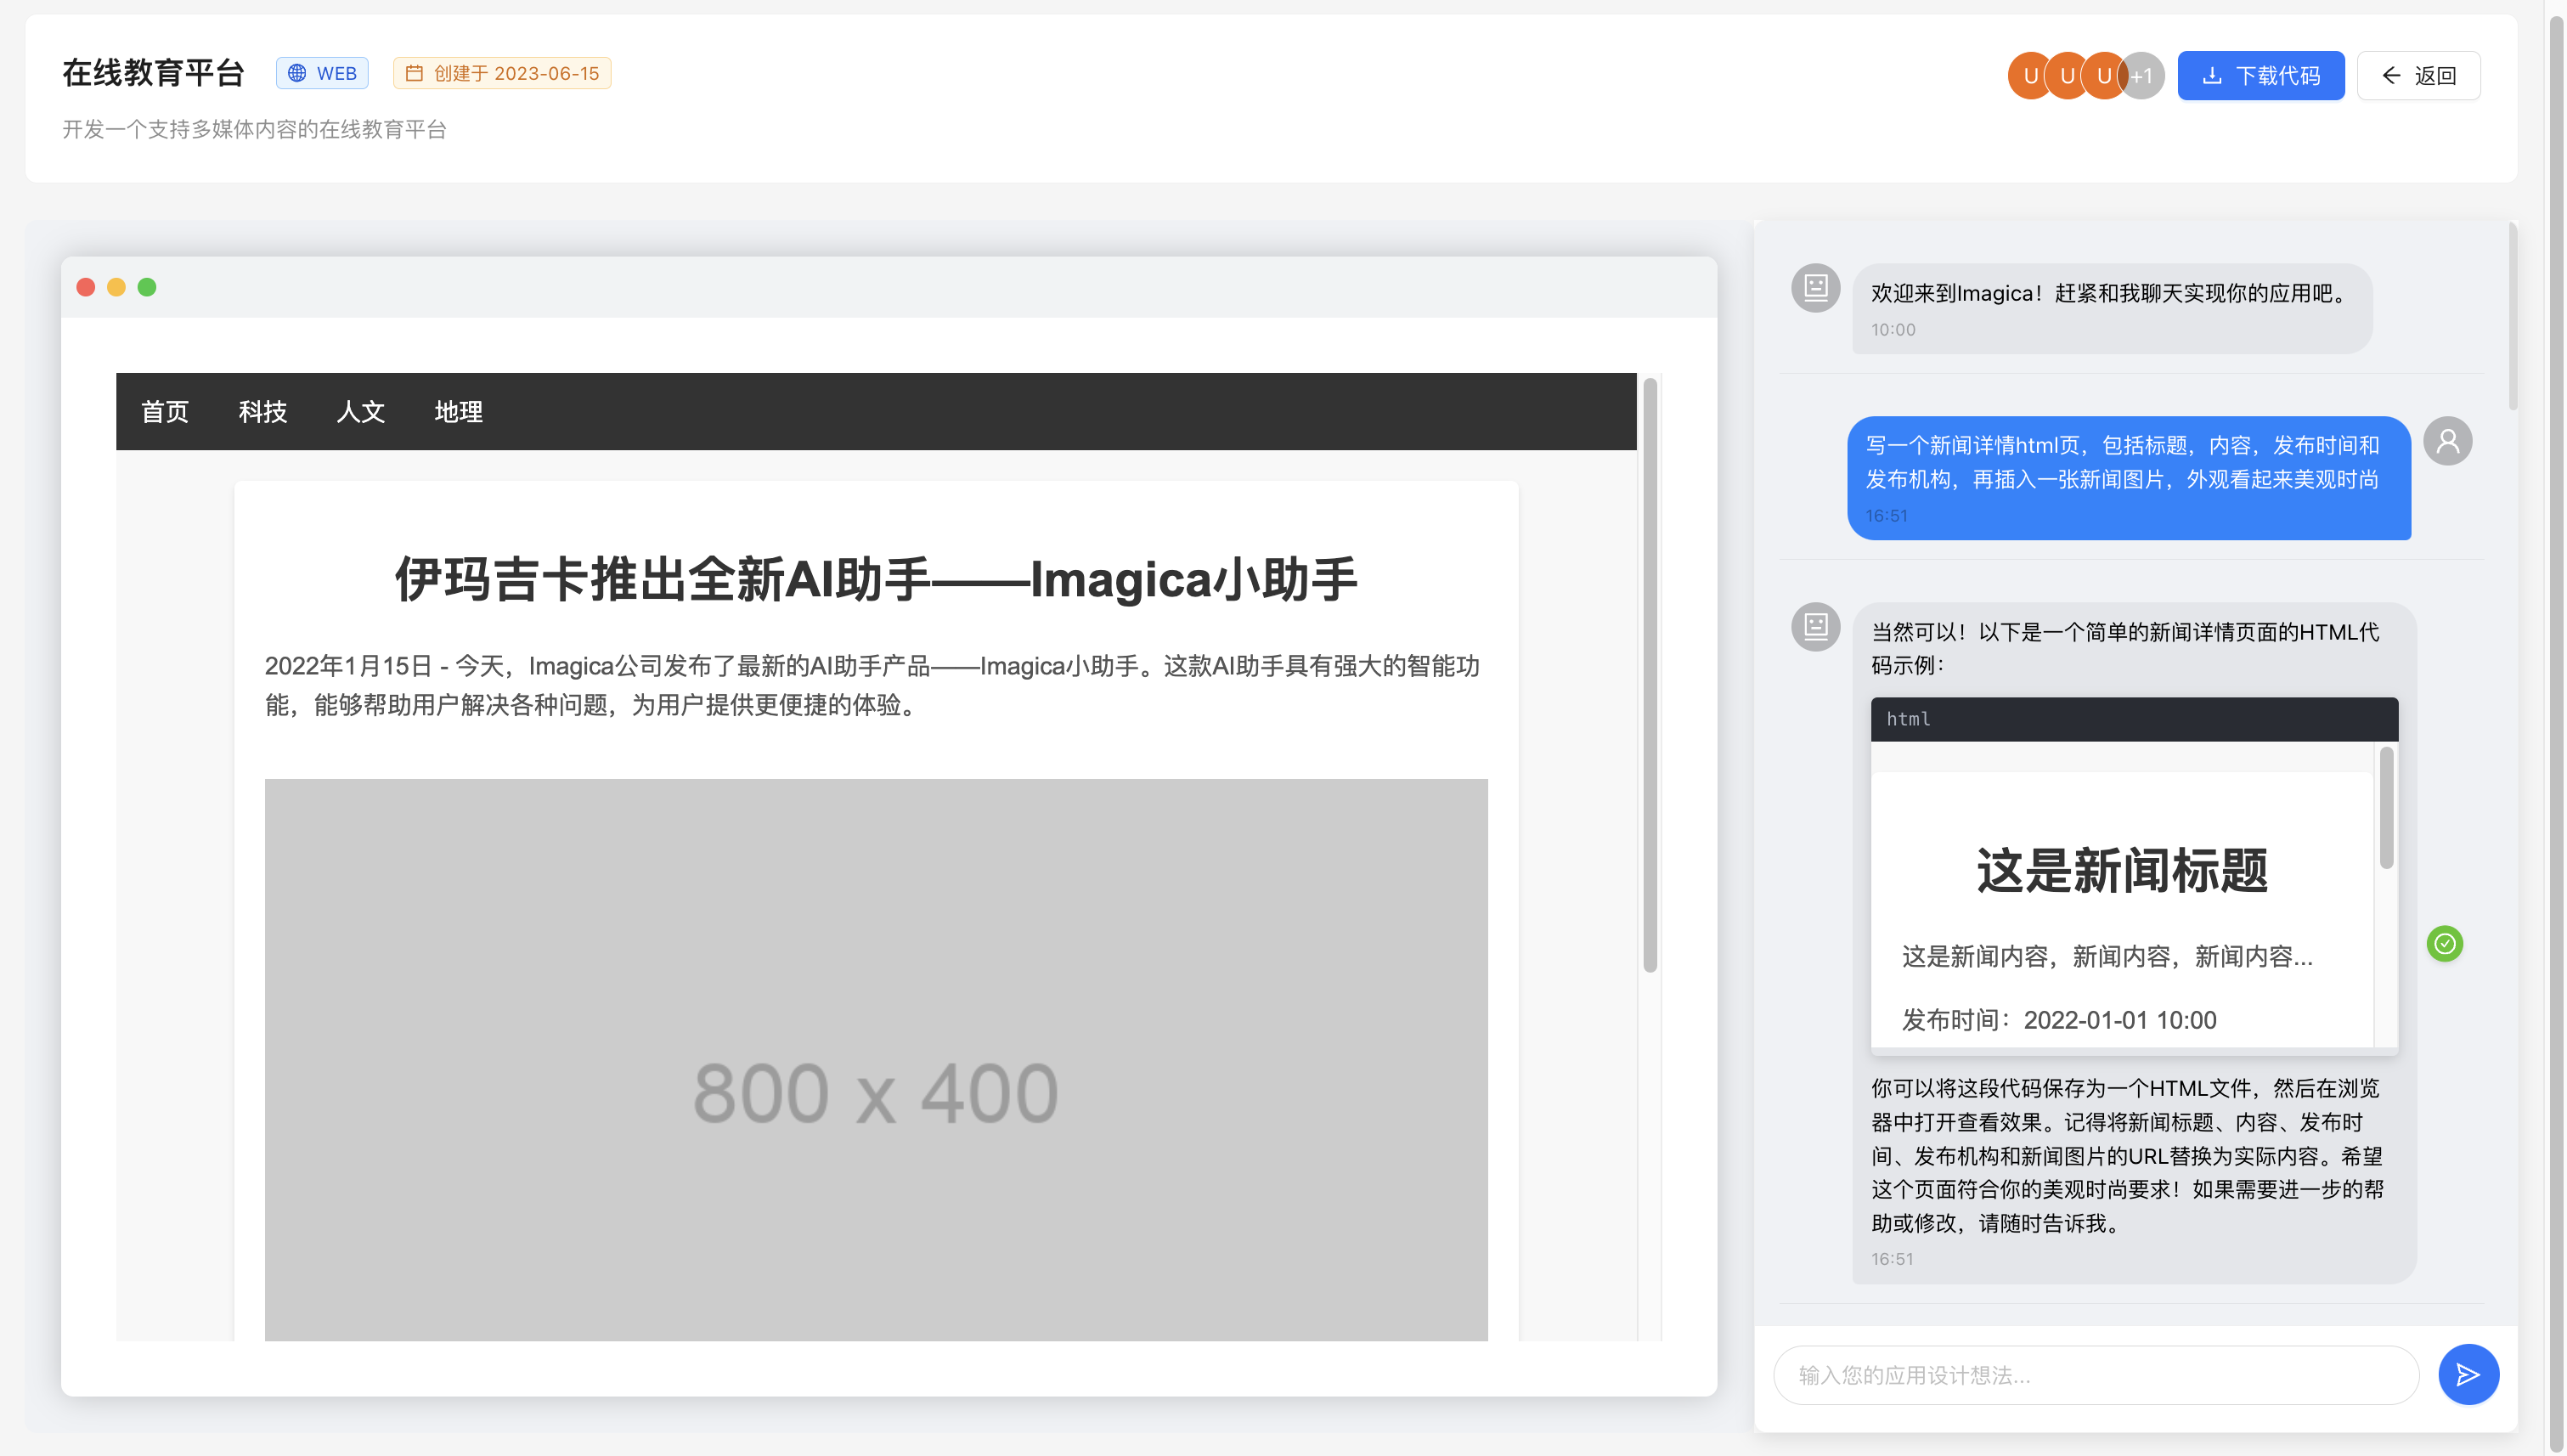 在线教育平台
WEB
创建于 2023-06-15
开发一个支持多媒体内容的在线教育平台
U
U
U
+1
下载代码
返回
首页
科技
人文
地理
伊玛吉卡推出全新AI助手——Imagica小助手
2022年1月15日 - 今天，Imagica公司发布了最新的AI助手产品——Imagica小助手。这款AI助手具有强大的智能功
能，能够帮助用户解决各种问题，为用户提供更便捷的体验。
800 x 400
欢迎来到Imagica！赶紧和我聊天实现你的应用吧。
10:00
写一个新闻详情html页，包括标题，内容，发布时间和
发布机构，再插入一张新闻图片，外观看起来美观时尚
16:51
当然可以！以下是一个简单的新闻详情页面的HTML代
码示例：
html
这是新闻标题
这是新闻内容，新闻内容，新闻内容...
发布时间：2022-01-01 10:00
你可以将这段代码保存为一个HTML文件，然后在浏览
器中打开查看效果。记得将新闻标题、内容、发布时
间、发布机构和新闻图片的URL替换为实际内容。希望
这个页面符合你的美观时尚要求！如果需要进一步的帮
助或修改，请随时告诉我。
16:51
输入您的应用设计想法...